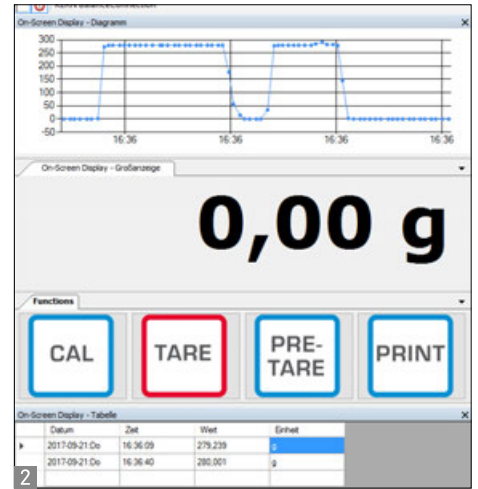 KERN BalanceConnection
On-Screen Display - Diagramm
300
250
200
150
100
50
0
-50
16:36 16:36 16:36 16:36
On-Screen Display - Großanzeige
0,00 g
Functions
CAL TARE PRE-TARE PRINT
On-Screen Display - Tabelle
Datum Zeit Wert Einheit
2017-09-21:Do 16:36:09 279,239 g
2017-09-21:Do 16:36:40 280,001 g
2